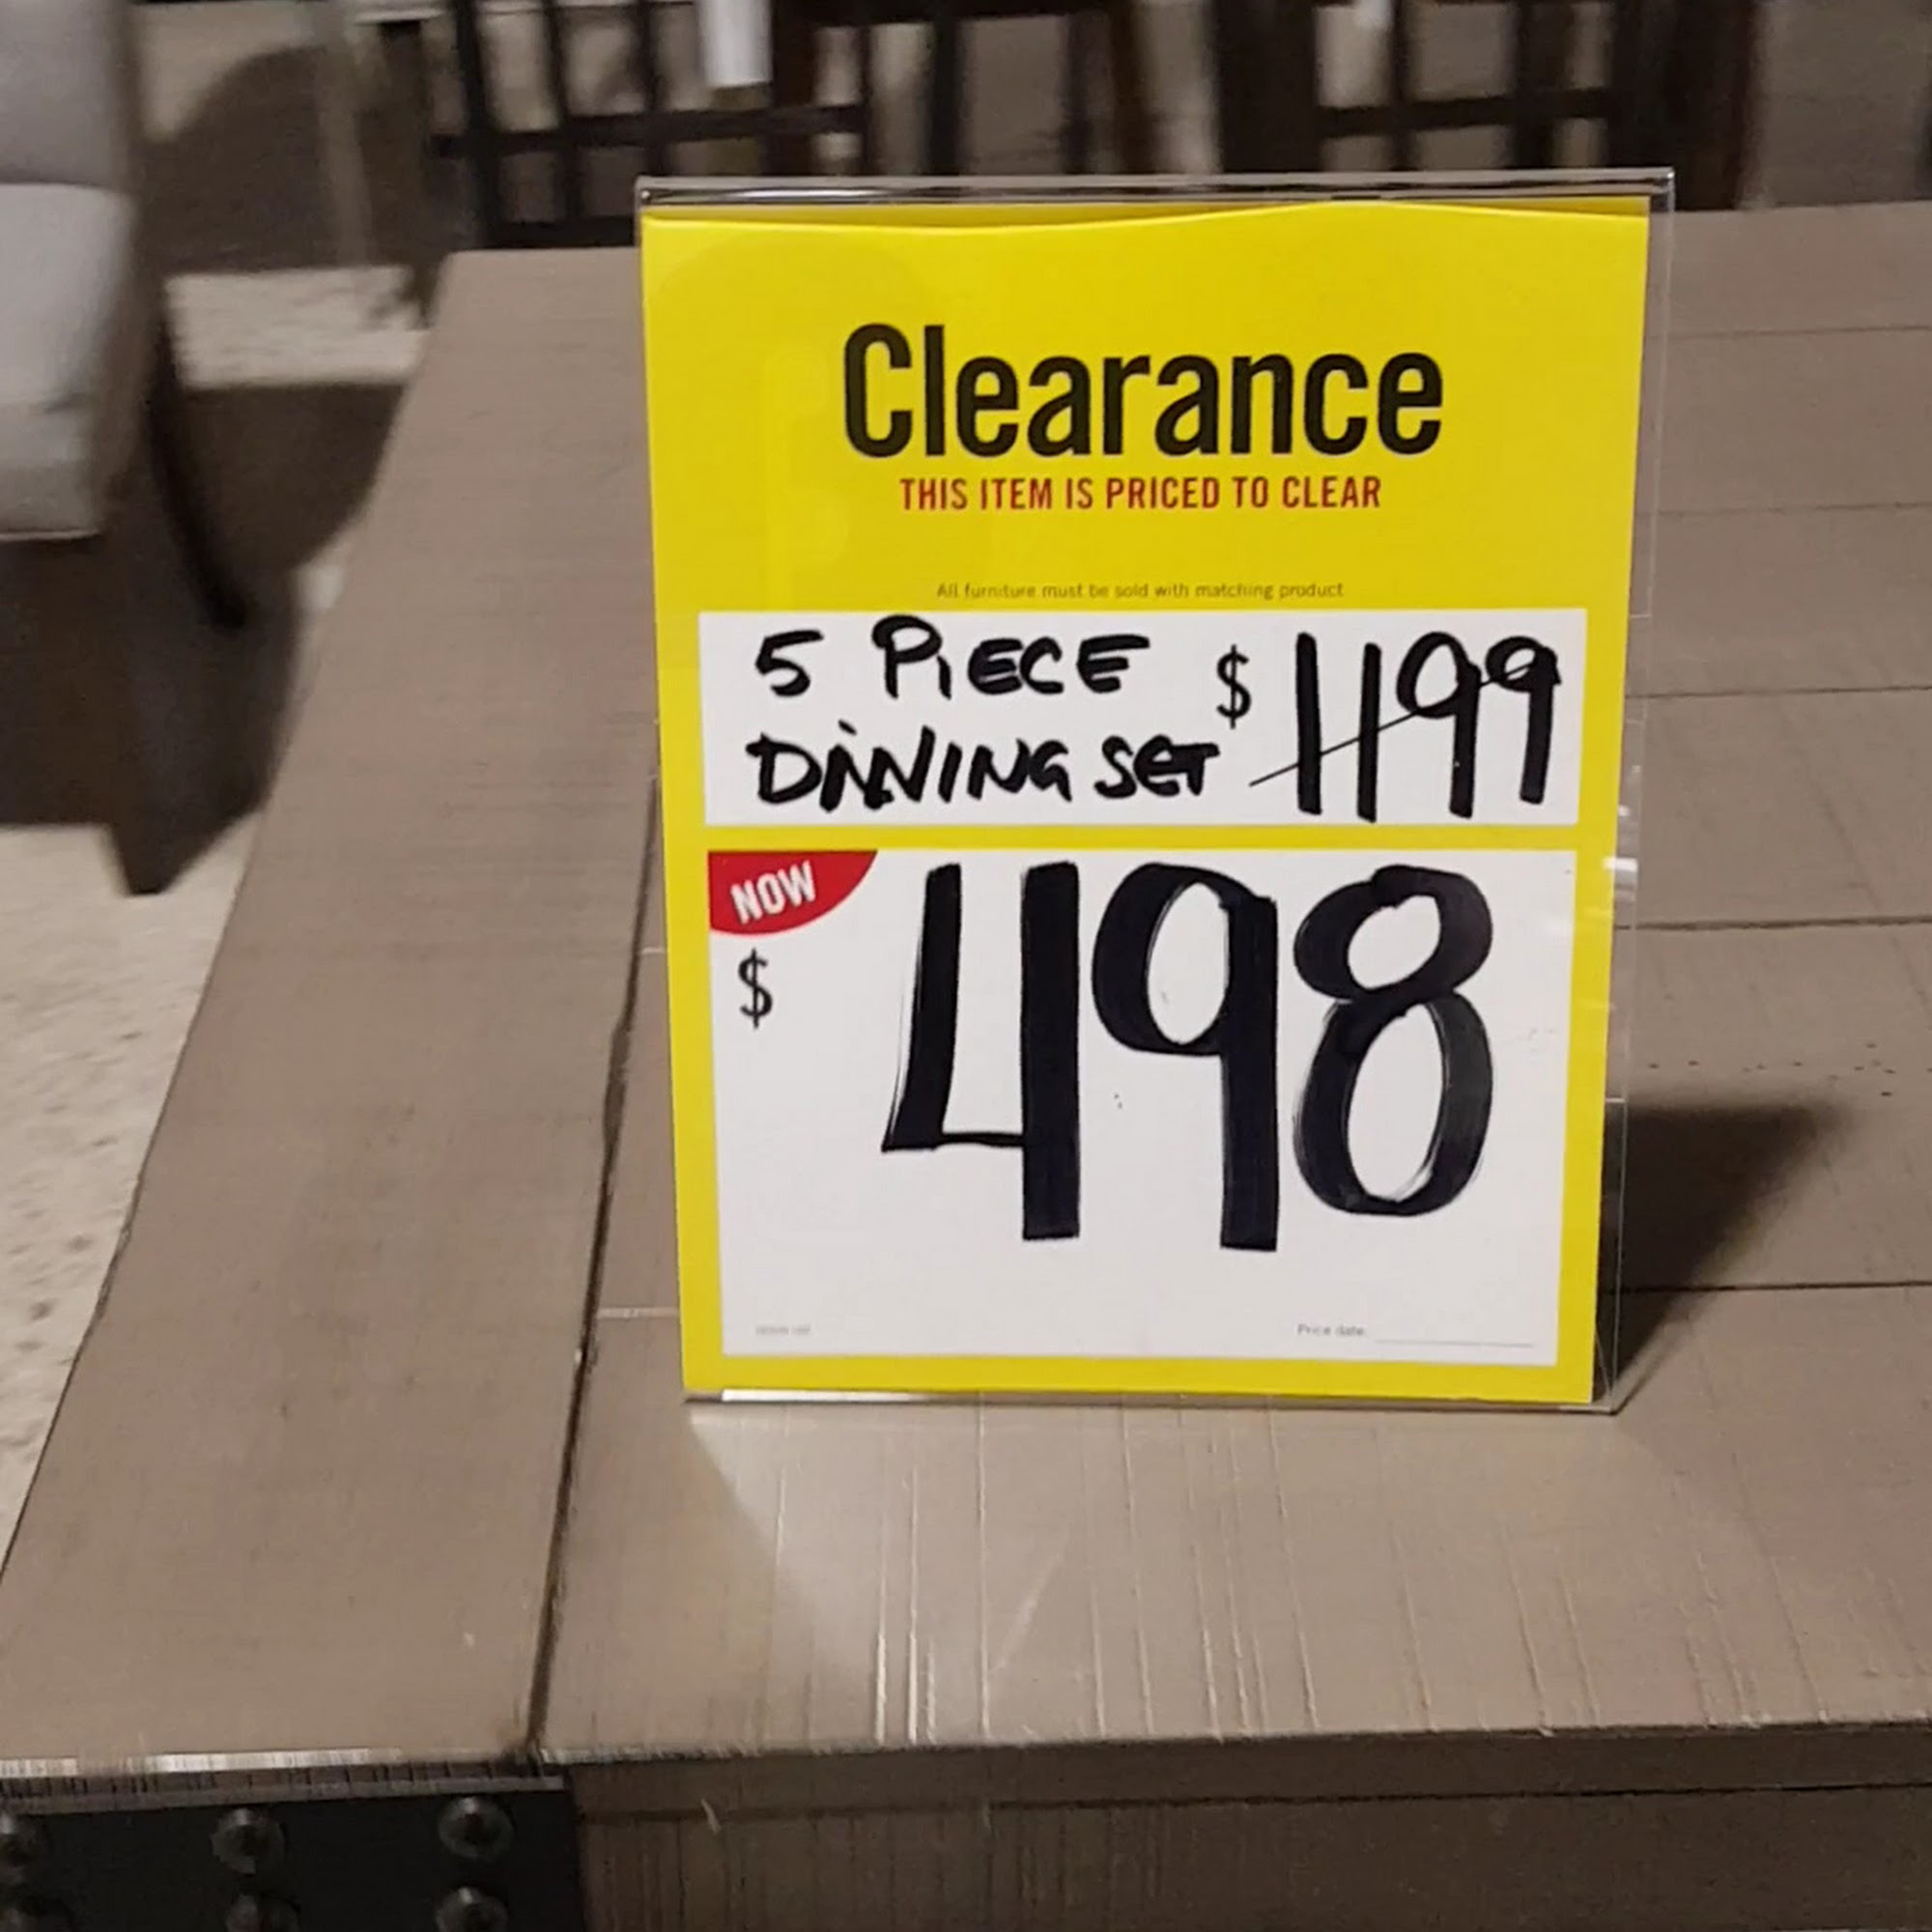 Clearance
THIS ITEM IS PRICED TO CLEAR
All furniture must be sold with matching product
5 PIECE
DINING SET $ 1199
NOW
$ 498
Price date: